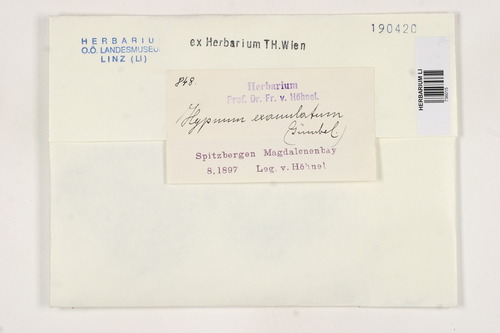 HERBARIU
O.Ö. LANDESMUSEU
LINZ (LI)
ex Herbarium TH.Wien
190420
HERBARIUM LI
848.
Herbarium
Prof. Dr. Fr. v. Höhnel.
Hypnum exannulatum
(Gümbel)
Spitzbergen Magdalenenbay
8.1897 Leg. v. Höhnel